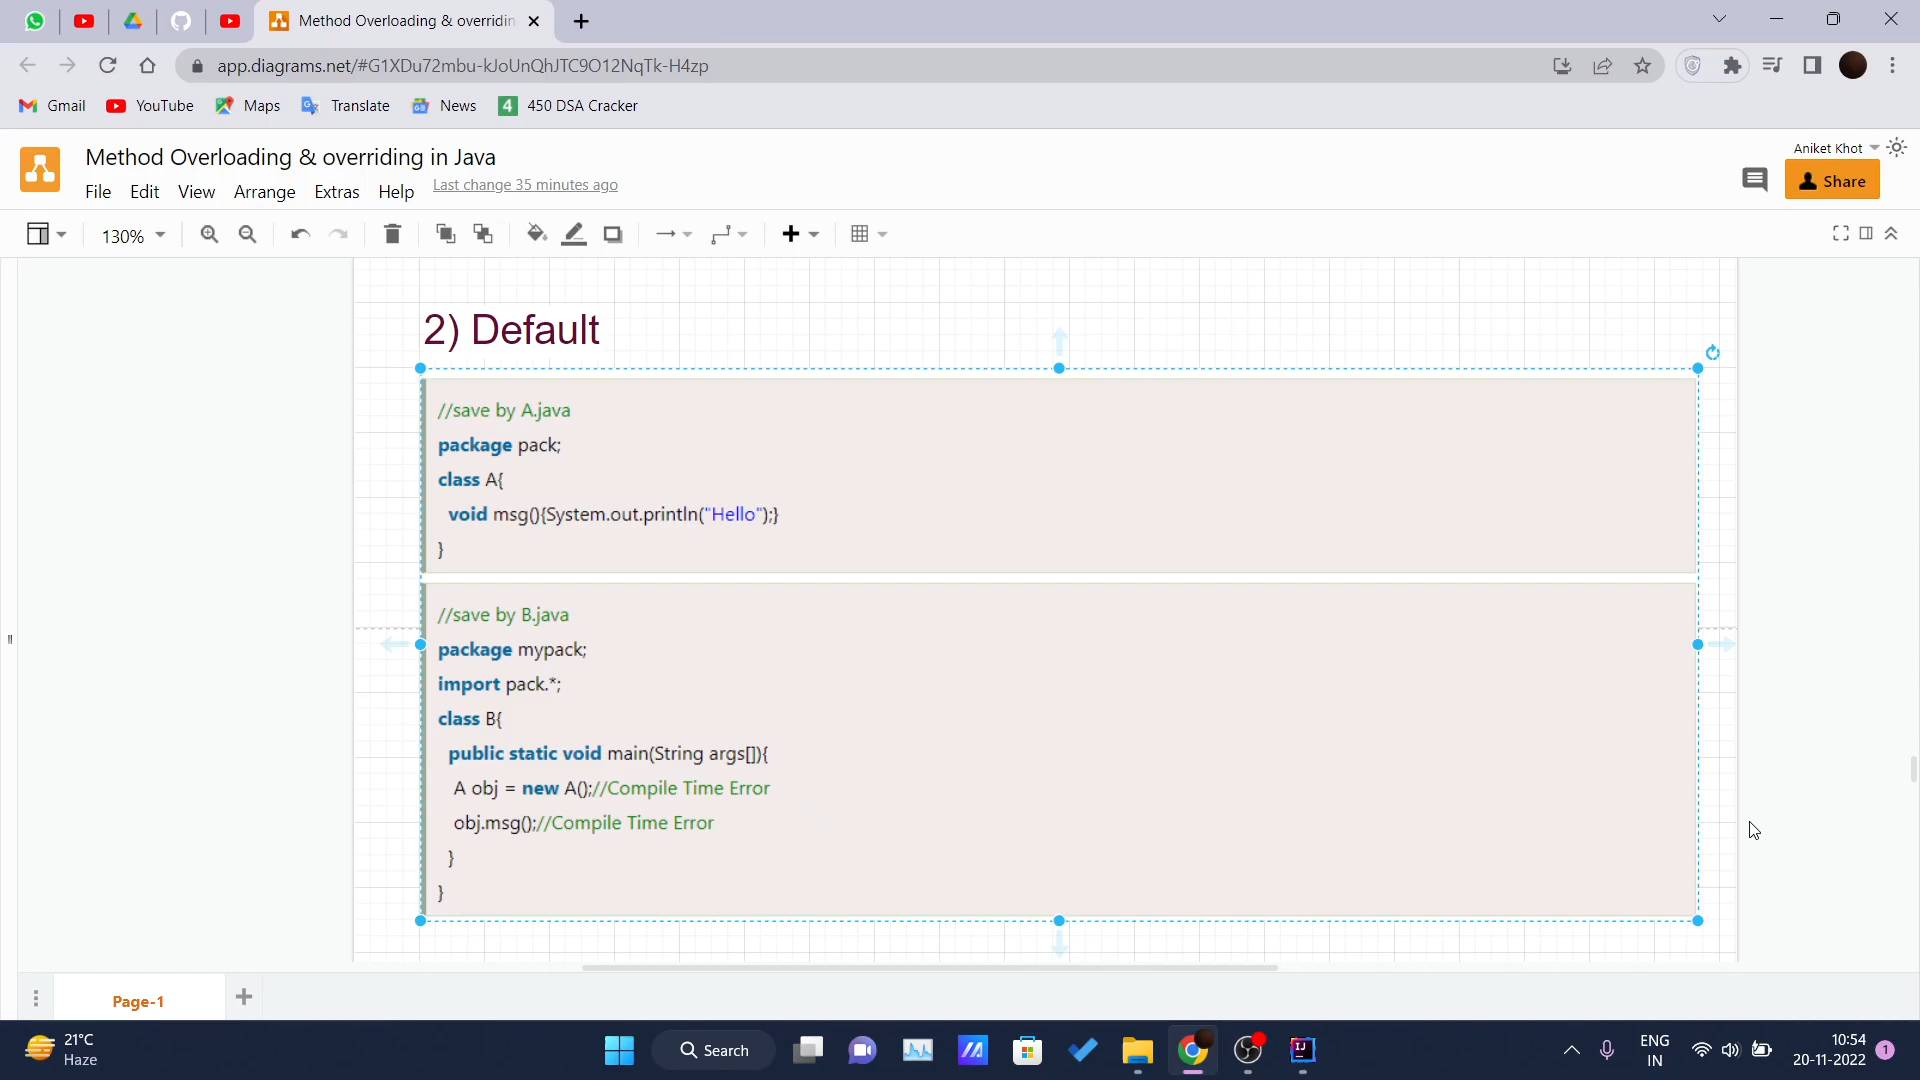 Method Overloading & overridin
app.diagrams.net/#G1XDu72mbu-kJoUnQhJTC9O12NqTk-H4zp
Gmail YouTube Maps Translate News 4 450 DSA Cracker
Method Overloading & overriding in Java
Aniket Khot
File Edit View Arrange Extras Help Last change 35 minutes ago
Share
130%
2) Default
//save by A.java
package pack;
class A{
void msg(){System.out.println("Hello");}
}
//save by B.java
package mypack;
import pack.*;
class B{
public static void main(String args[]){
A obj = new A();//Compile Time Error
obj.msg();//Compile Time Error
}
}
Page-1
21°C
Haze
Search
ENG
IN
10:54
20-11-2022
1